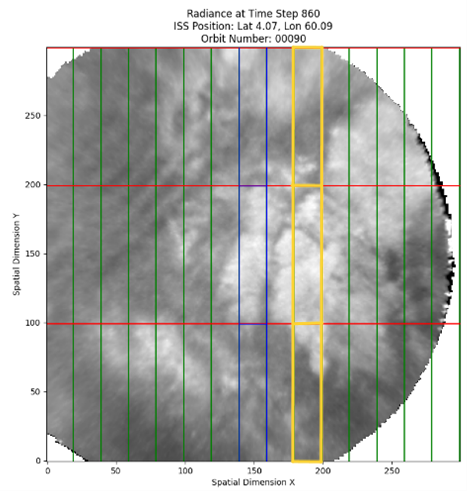 Radiance at Time Step 860
ISS Position: Lat 4.07, Lon 60.09
Orbit Number: 00090
250
200
150
100
50
0
Spatial Dimension Y
0 50 100 150 200 250
Spatial Dimension X